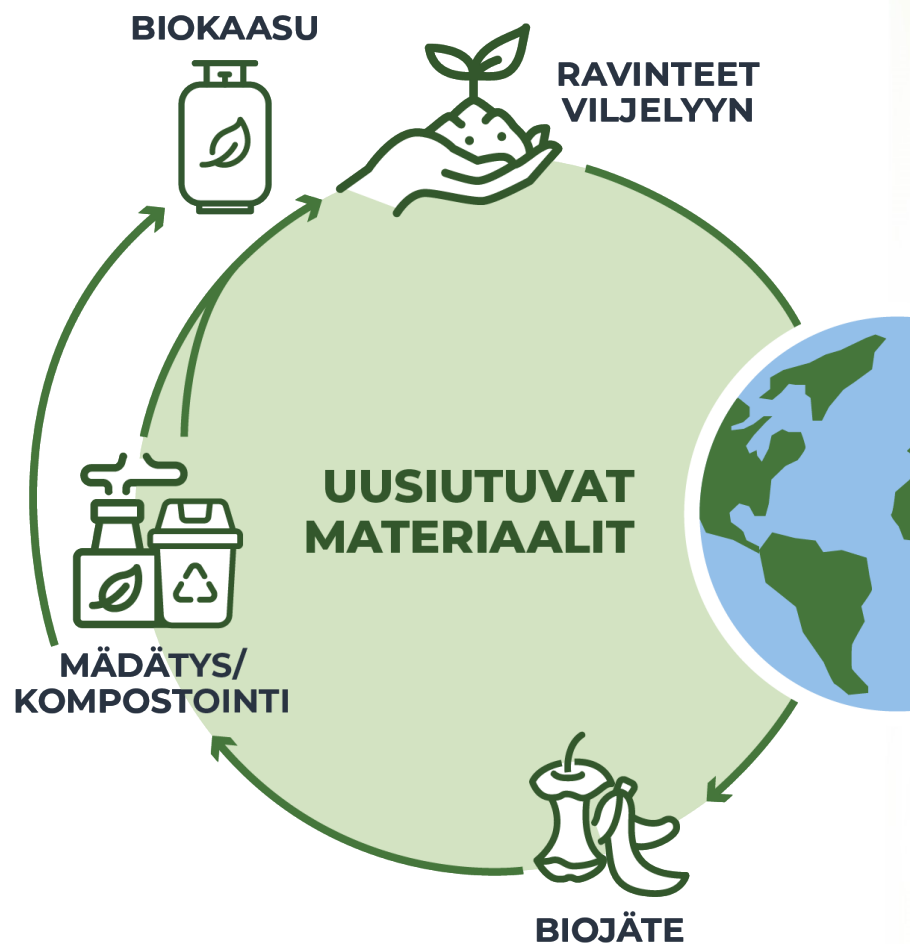 BIOKAASU
RAVINTEET
VILJELYYN
UUSIUTUVAT
MATERIAALIT
MÄDÄTYS/
KOMPOSTOINTI
BIOJÄTE